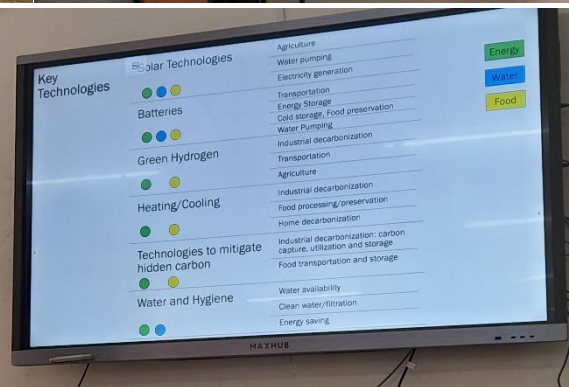 Key
Technologies
Solar Technologies
Agriculture
Water pumping
Electricity generation
Batteries
Transportation
Energy Storage
Cold storage, Food preservation
Water Pumping
Green Hydrogen
Industrial decarbonization
Transportation
Agriculture
Heating/Cooling
Industrial decarbonization
Food processing/preservation
Home decarbonization
Technologies to mitigate
hidden carbon
Industrial decarbonization: carbon
capture, utilization and storage
Food transportation and storage
Water and Hygiene
Water availability
Clean water/filtration
Energy saving
Energy
Water
Food
MAXHUB